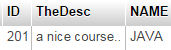 ID TheDesc NAME
201 a nice course.. JAVA